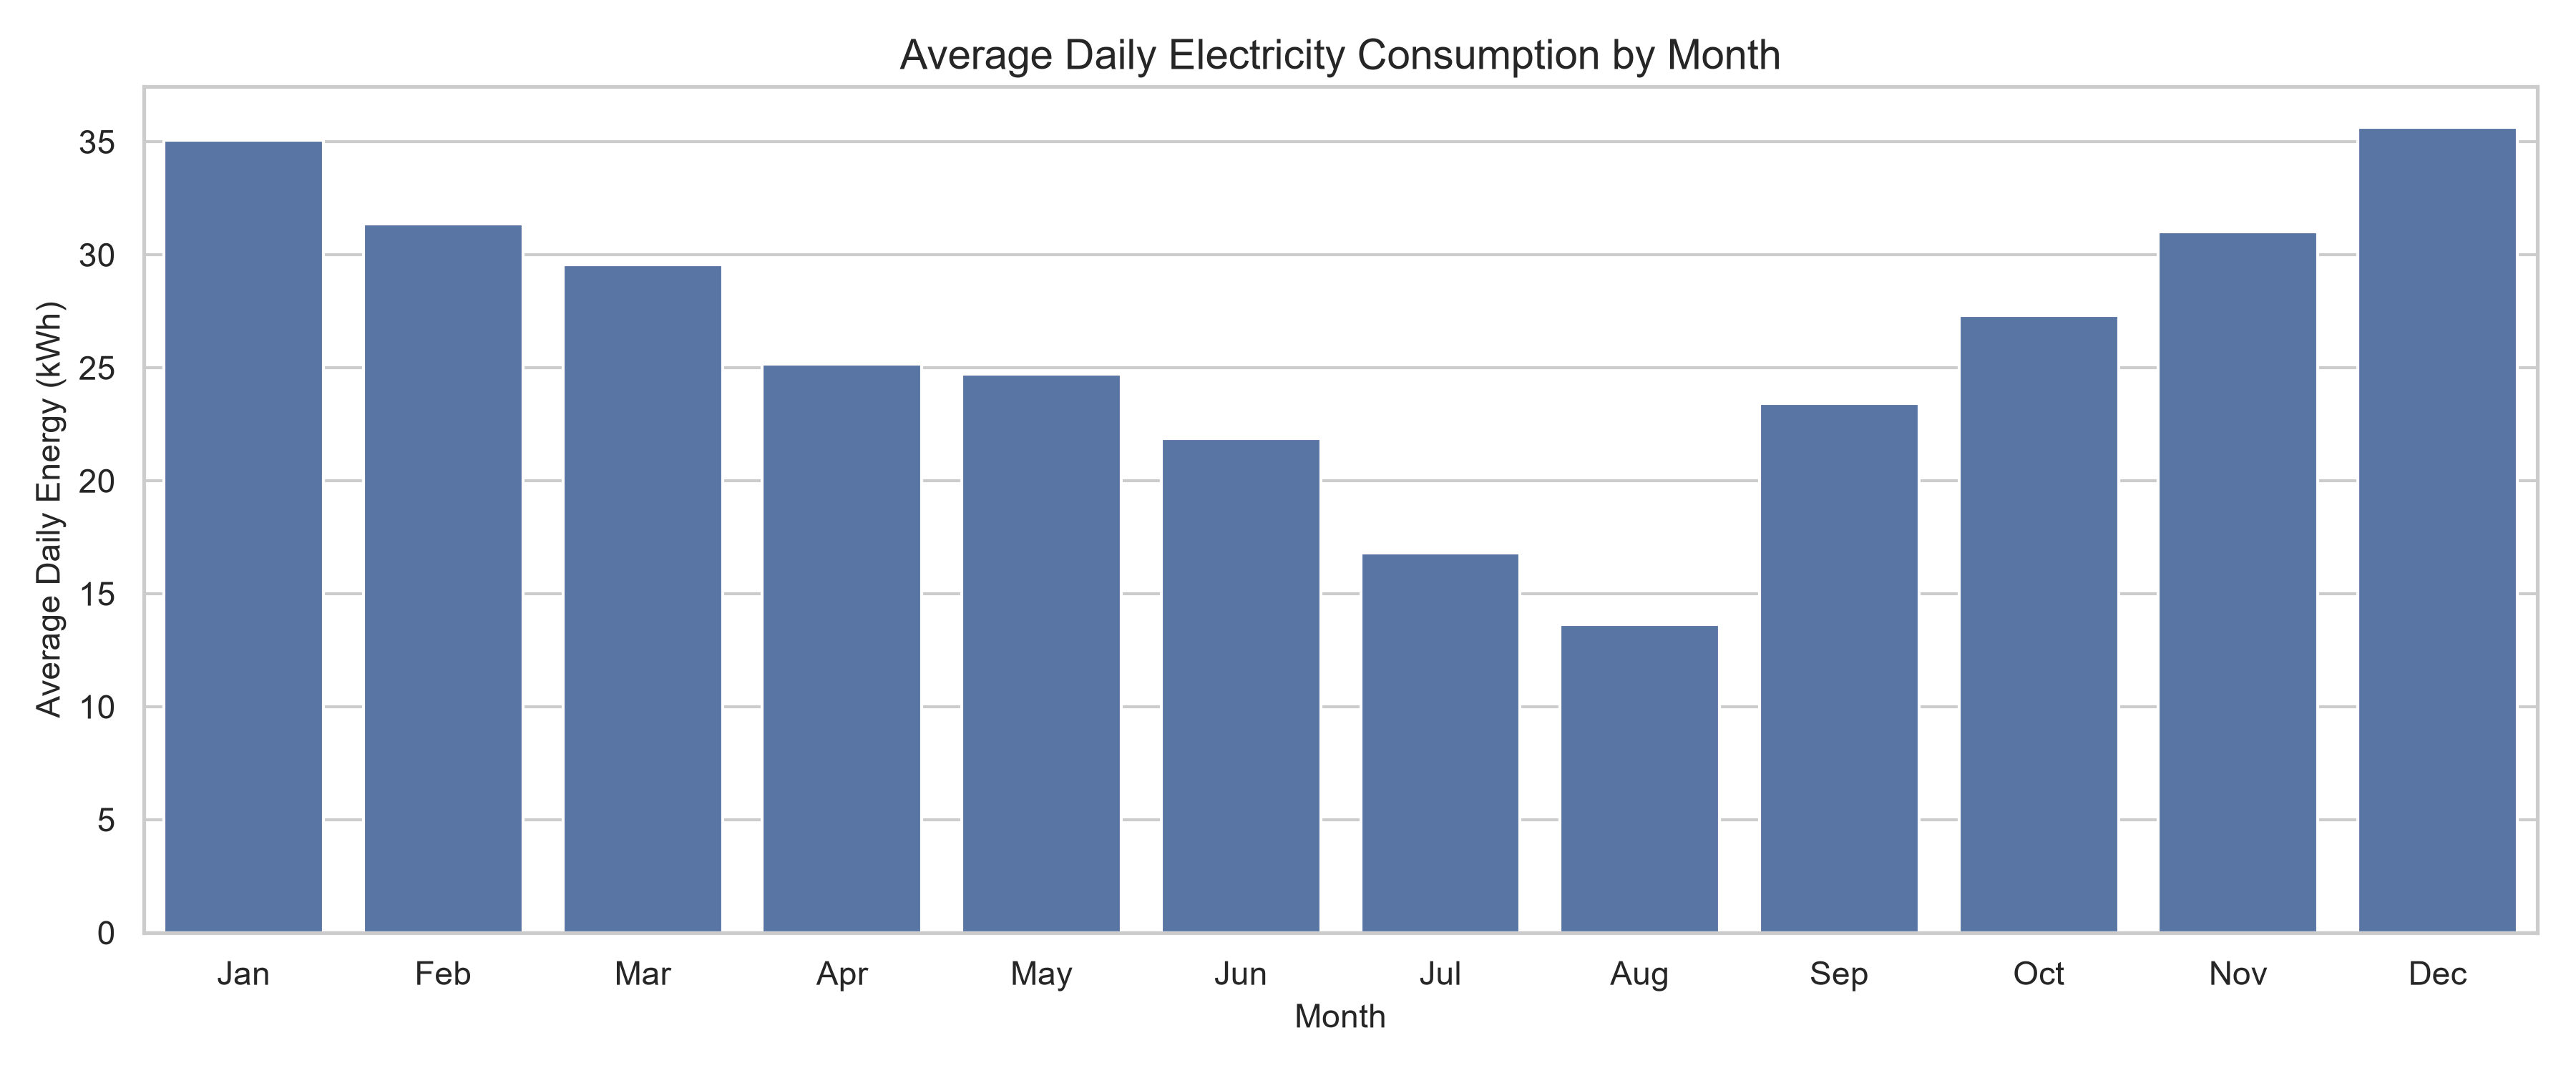 Average Daily Electricity Consumption by Month
Average Daily Energy (kWh)
35
30
25
20
15
10
5
0
Jan Feb Mar Apr May Jun Jul Aug Sep Oct Nov Dec
Month